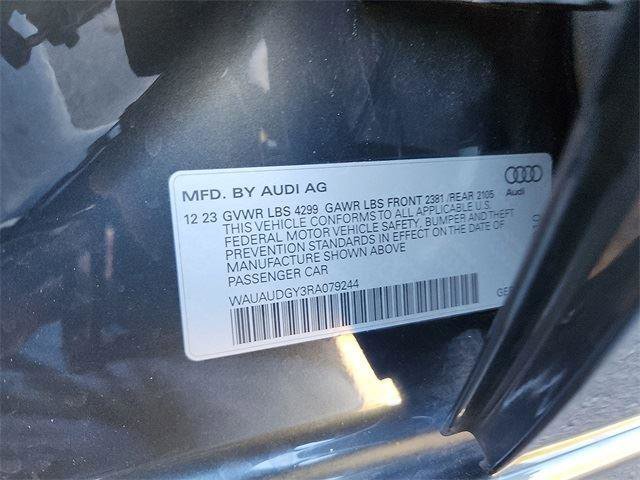 MFD. BY AUDI AG
Audi
12 23 GVWR LBS 4299 GAWR LBS FRONT 2381 /REAR 2105
THIS VEHICLE CONFORMS TO ALL APPLICABLE U.S.
FEDERAL MOTOR VEHICLE SAFETY, BUMPER AND THEFT
PREVENTION STANDARDS IN EFFECT ON THE DATE OF
MANUFACTURE SHOWN ABOVE
PASSENGER CAR
WAUAUDGY3RA079244